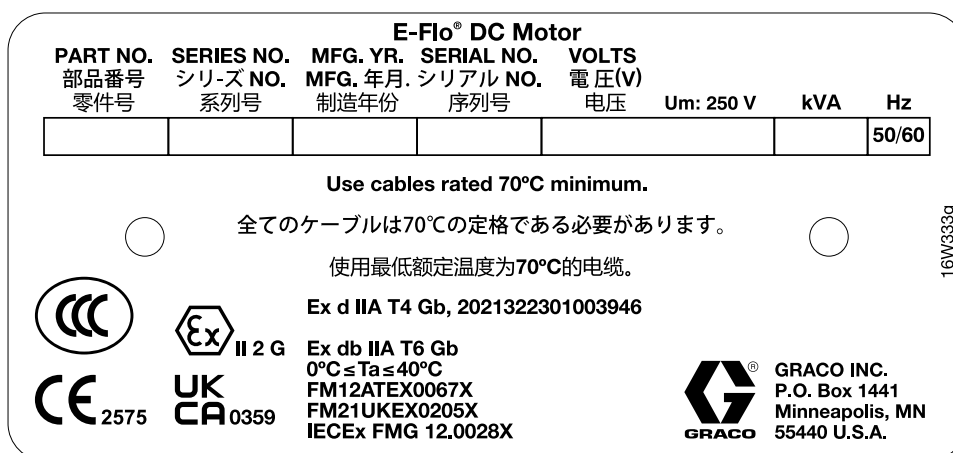 E-Flo® DC Motor
PART NO. SERIES NO. MFG. YR. SERIAL NO. VOLTS
部品番号 シリ-ズ NO. MFG. 年月. シリアル NO. 電圧(V)
零件号 系列号 制造年份 序列号 电压 Um: 250 V kVA Hz
50/60
Use cables rated 70ºC minimum.
全てのケーブルは70℃の定格である必要があります。
使用最低额定温度为70ºC的电缆。
16W333g
CCC
Ex d IIA T4 Gb, 2021322301003946
Ex II 2 G Ex db IIA T6 Gb
0ºC≤Ta≤40ºC
CE 2575 UKCA 0359 FM12ATEX0067X
FM21UKEX0205X
IECEx FMG 12.0028X
GRACO ®
GRACO INC.
P.O. Box 1441
Minneapolis, MN
55440 U.S.A.